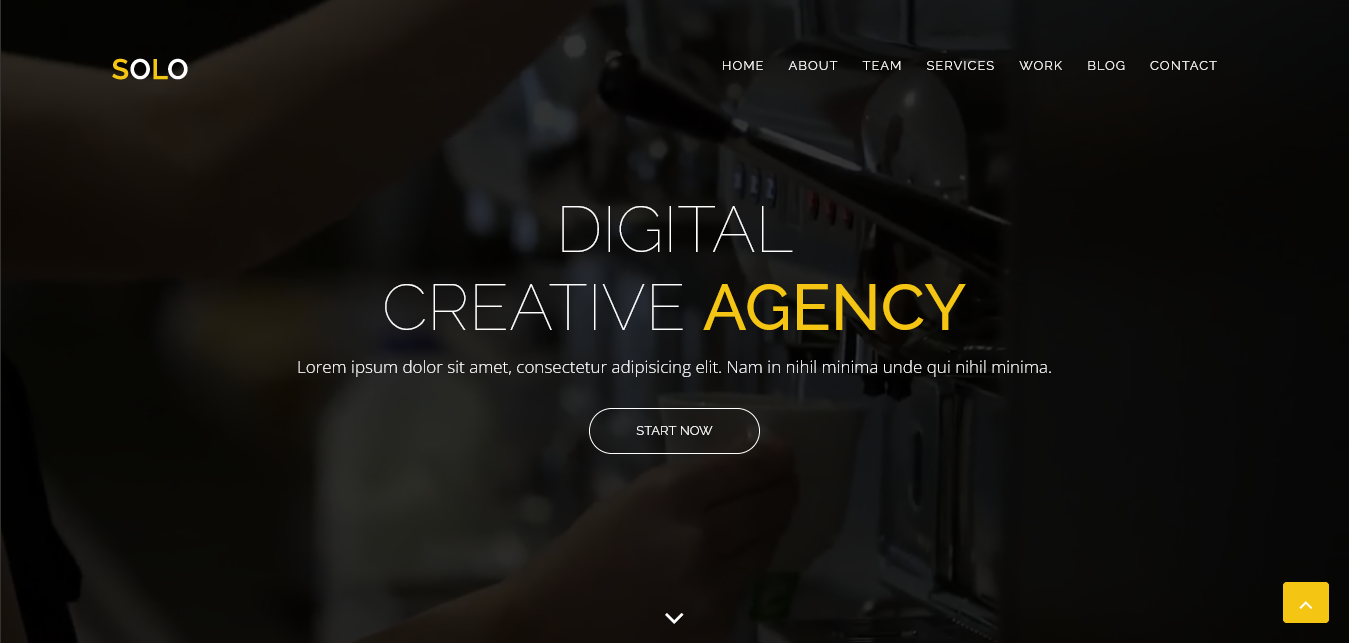 SOLO
HOME ABOUT TEAM SERVICES WORK BLOG CONTACT
DIGITAL
CREATIVE AGENCY
Lorem ipsum dolor sit amet, consectetur adipisicing elit. Nam in nihil minima unde qui nihil minima.
START NOW